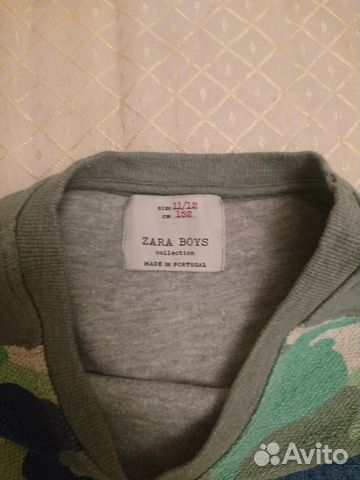 SIZE 11/12
CM 152
ZARA BOYS
collection
MADE IN PORTUGAL
Avito